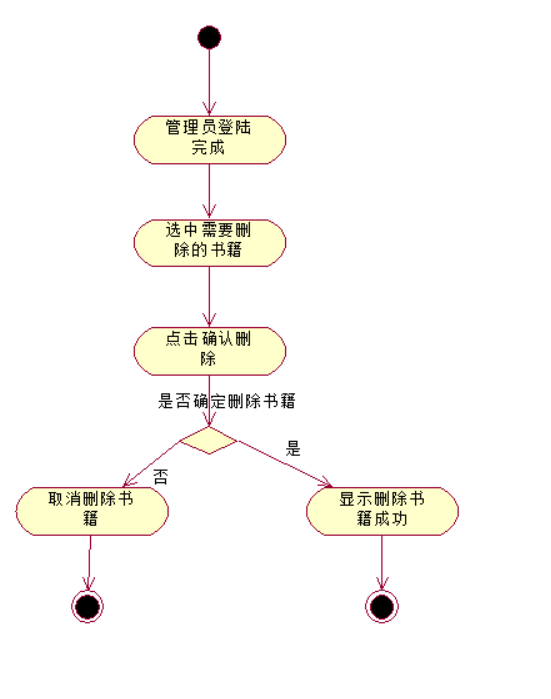 管理员登陆
完成
选中需要删
除的书籍
点击确认删
除
是否确定删除书籍
是
否
取消删除书
籍
显示删除书
籍成功